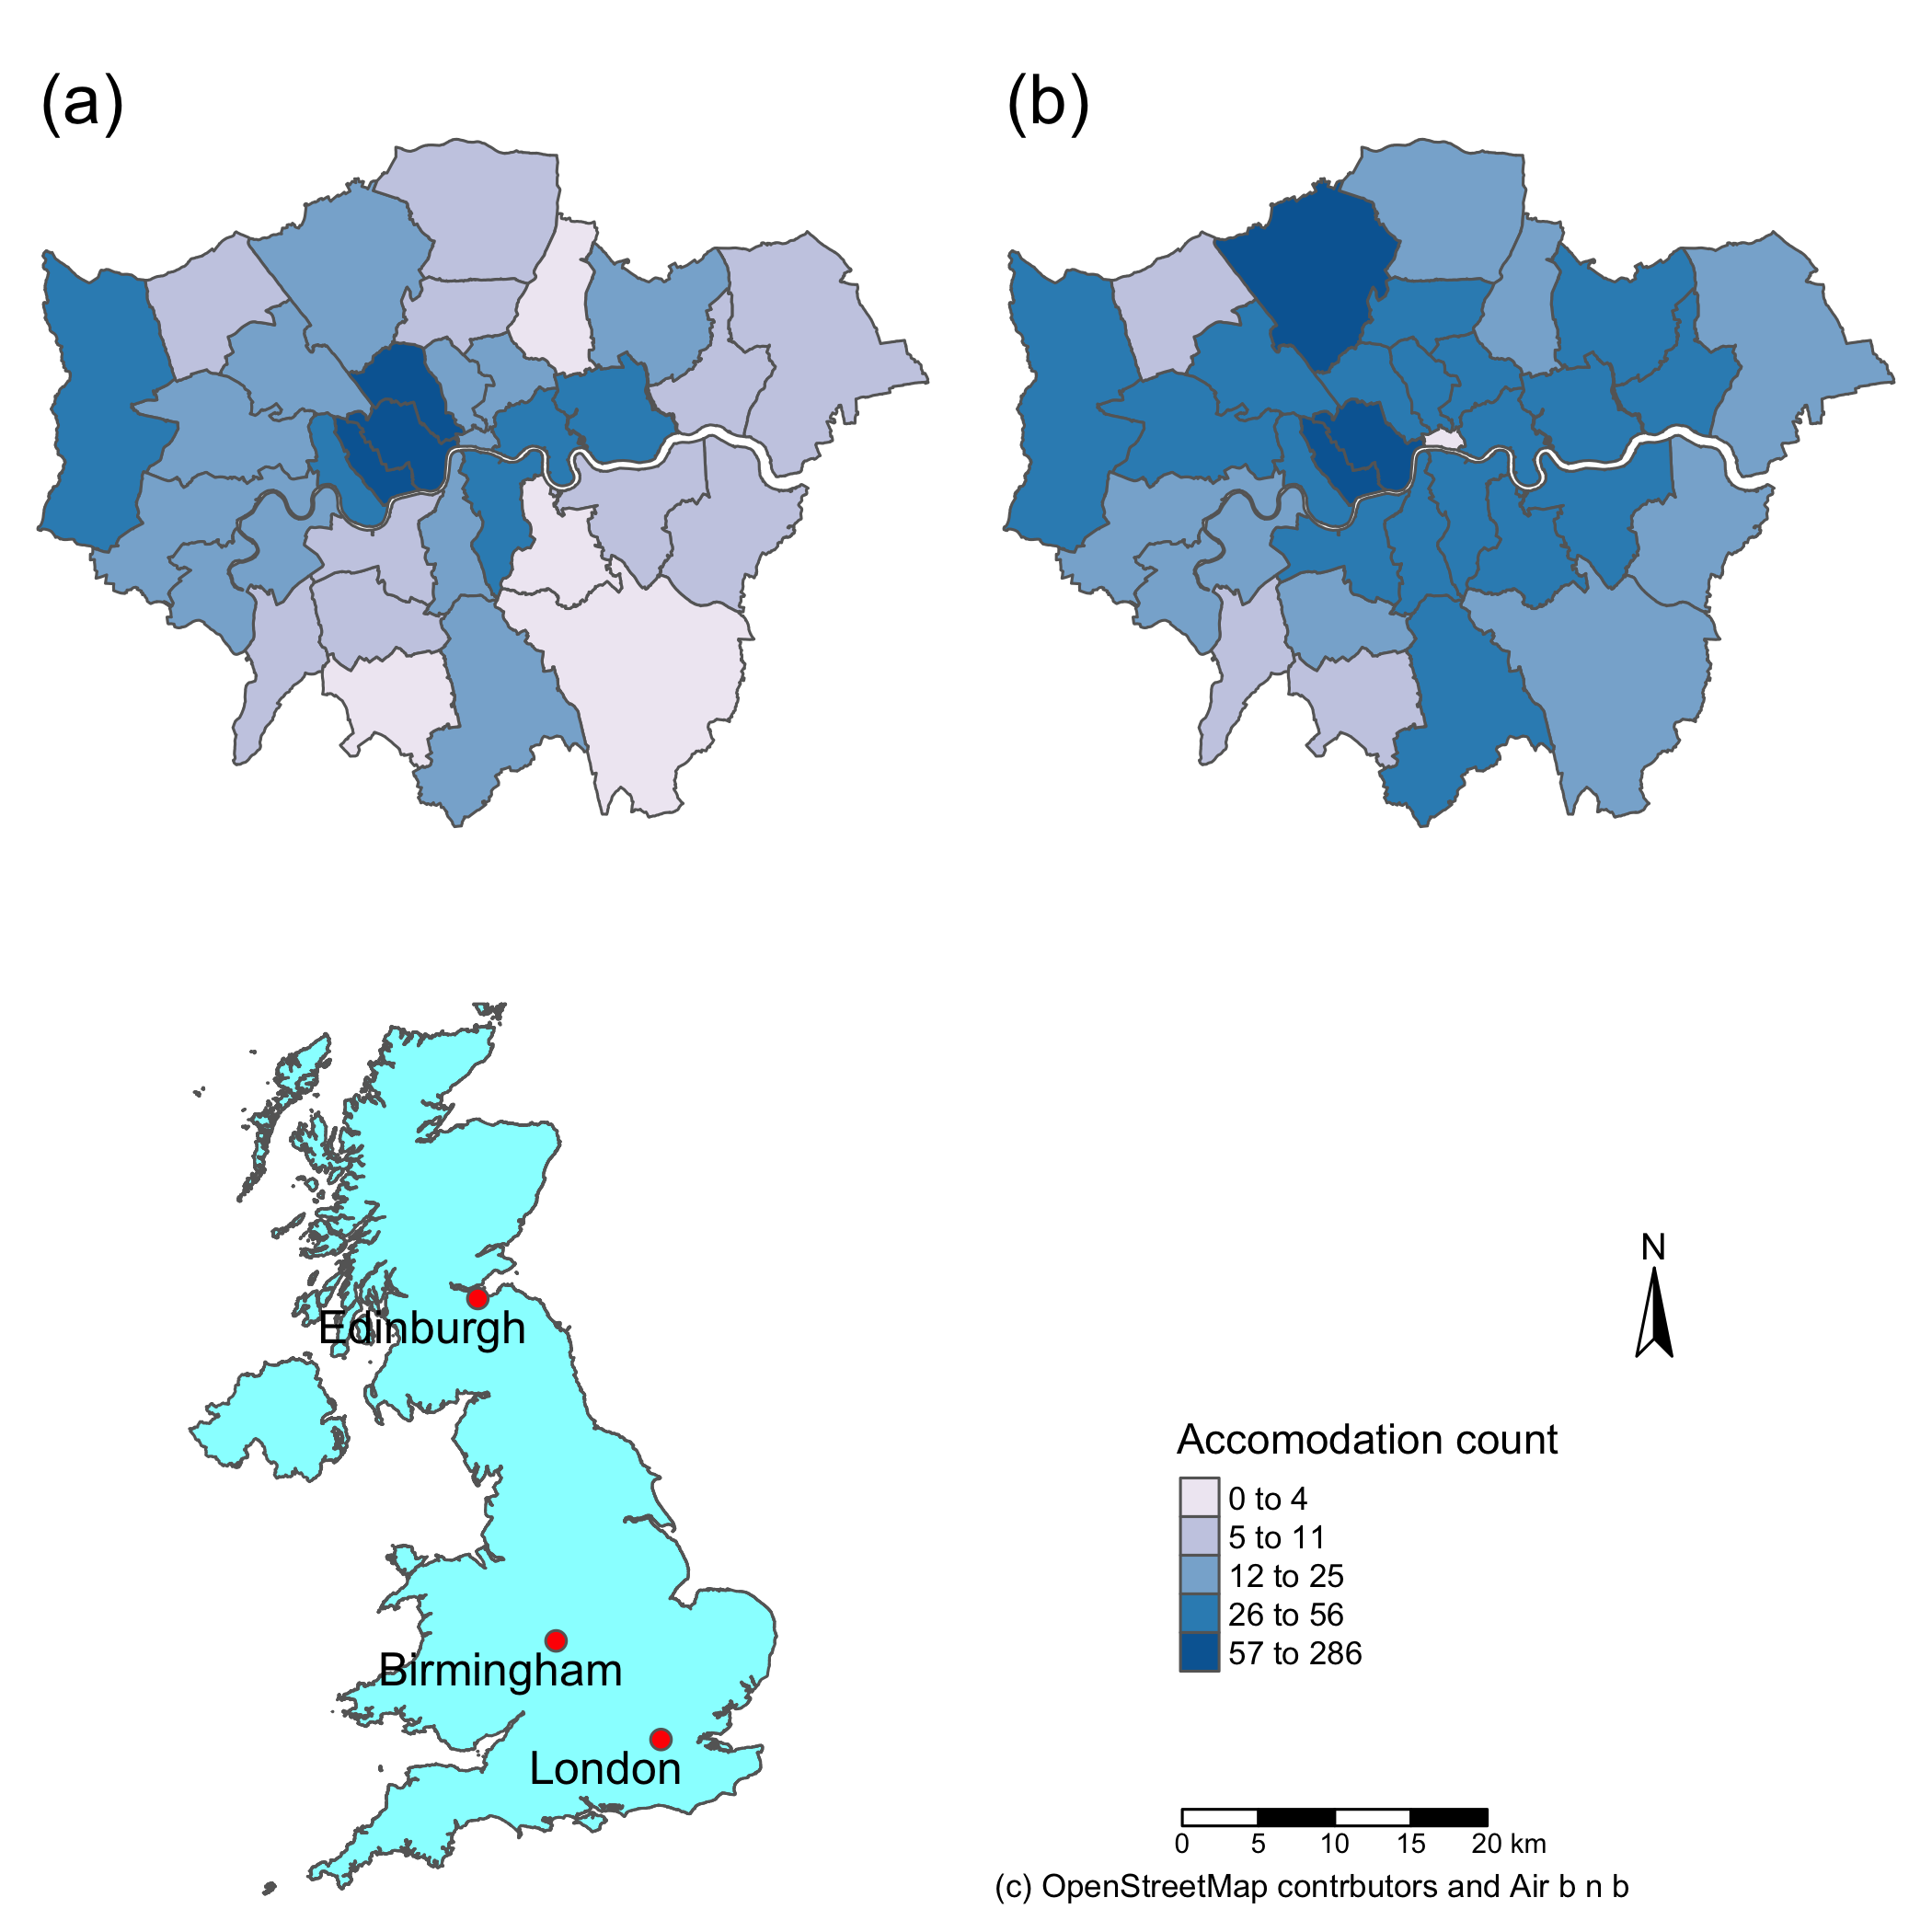 (a)
(b)
Edinburgh
Birmingham
London
N
Accomodation count
0 to 4
5 to 11
12 to 25
26 to 56
57 to 286
0 5 10 15 20 km
(c) OpenStreetMap contrbutors and Air b n b